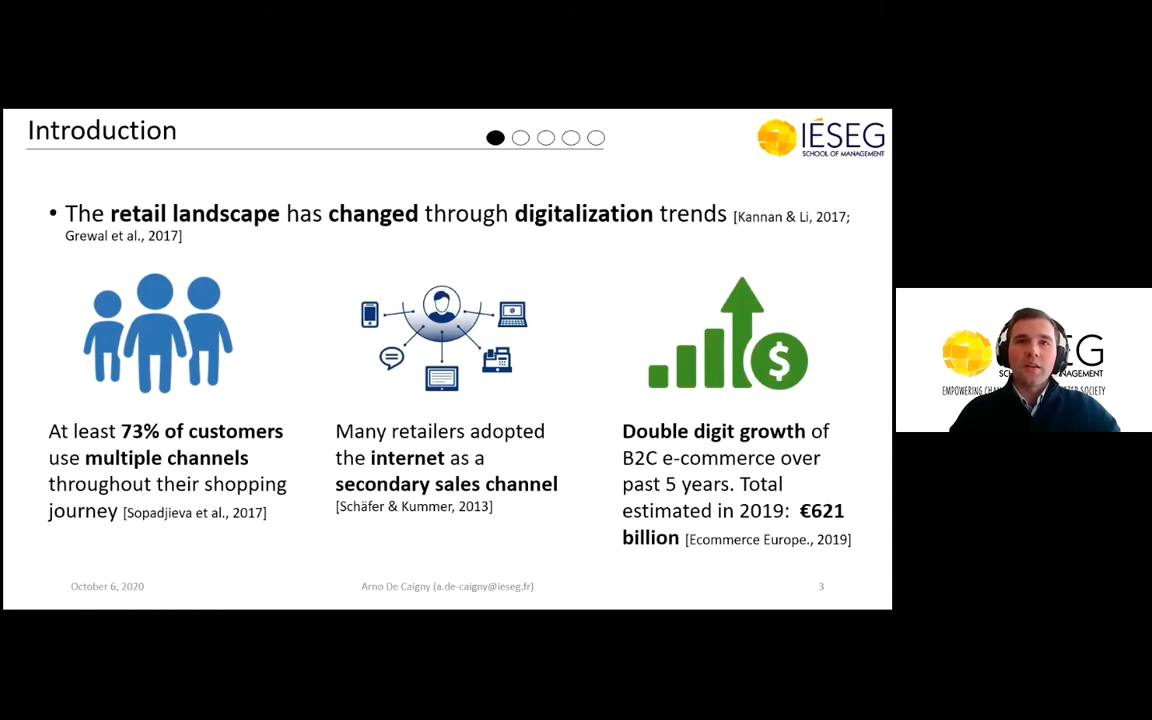 Introduction
IÉSEG
SCHOOL OF MANAGEMENT
• The retail landscape has changed through digitalization trends [Kannan & Li, 2017;
Grewal et al., 2017]
$
At least 73% of customers
use multiple channels
throughout their shopping
journey [Sopadjieva et al., 2017]
Many retailers adopted
the internet as a
secondary sales channel
[Schäfer & Kummer, 2013]
Double digit growth of
B2C e-commerce over
past 5 years. Total
estimated in 2019: €621
billion [Ecommerce Europe., 2019]
October 6, 2020
Arno De Caigny (a.de-caigny@ieseg.fr)
3
EG
MANAGEMENT
EMPOWERING
SOCIETY